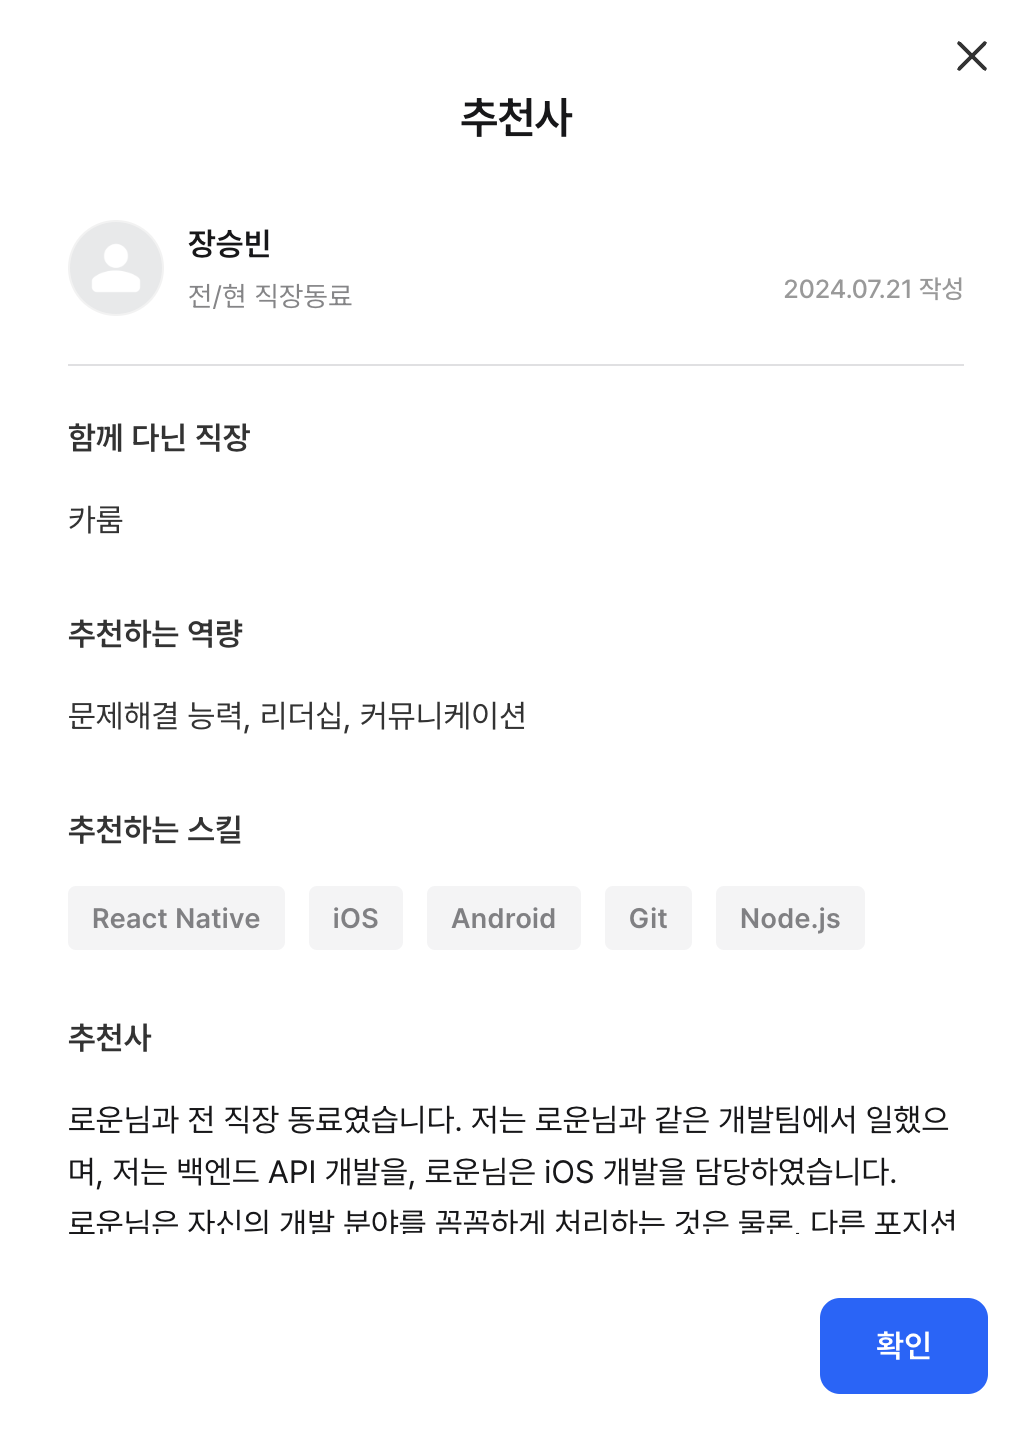 추천사
장승빈
전/현 직장동료
2024.07.21 작성
함께 다닌 직장
카룸
추천하는 역량
문제해결 능력, 리더십, 커뮤니케이션
추천하는 스킬
React Native iOS Android Git Node.js
추천사
로운님과 전 직장 동료였습니다. 저는 로운님과 같은 개발팀에서 일했으
며, 저는 백엔드 API 개발을, 로운님은 iOS 개발을 담당하였습니다.
로운님은 자신의 개발 분야를 꼼꼼하게 처리하는 것은 물론, 다른 포지션
확인